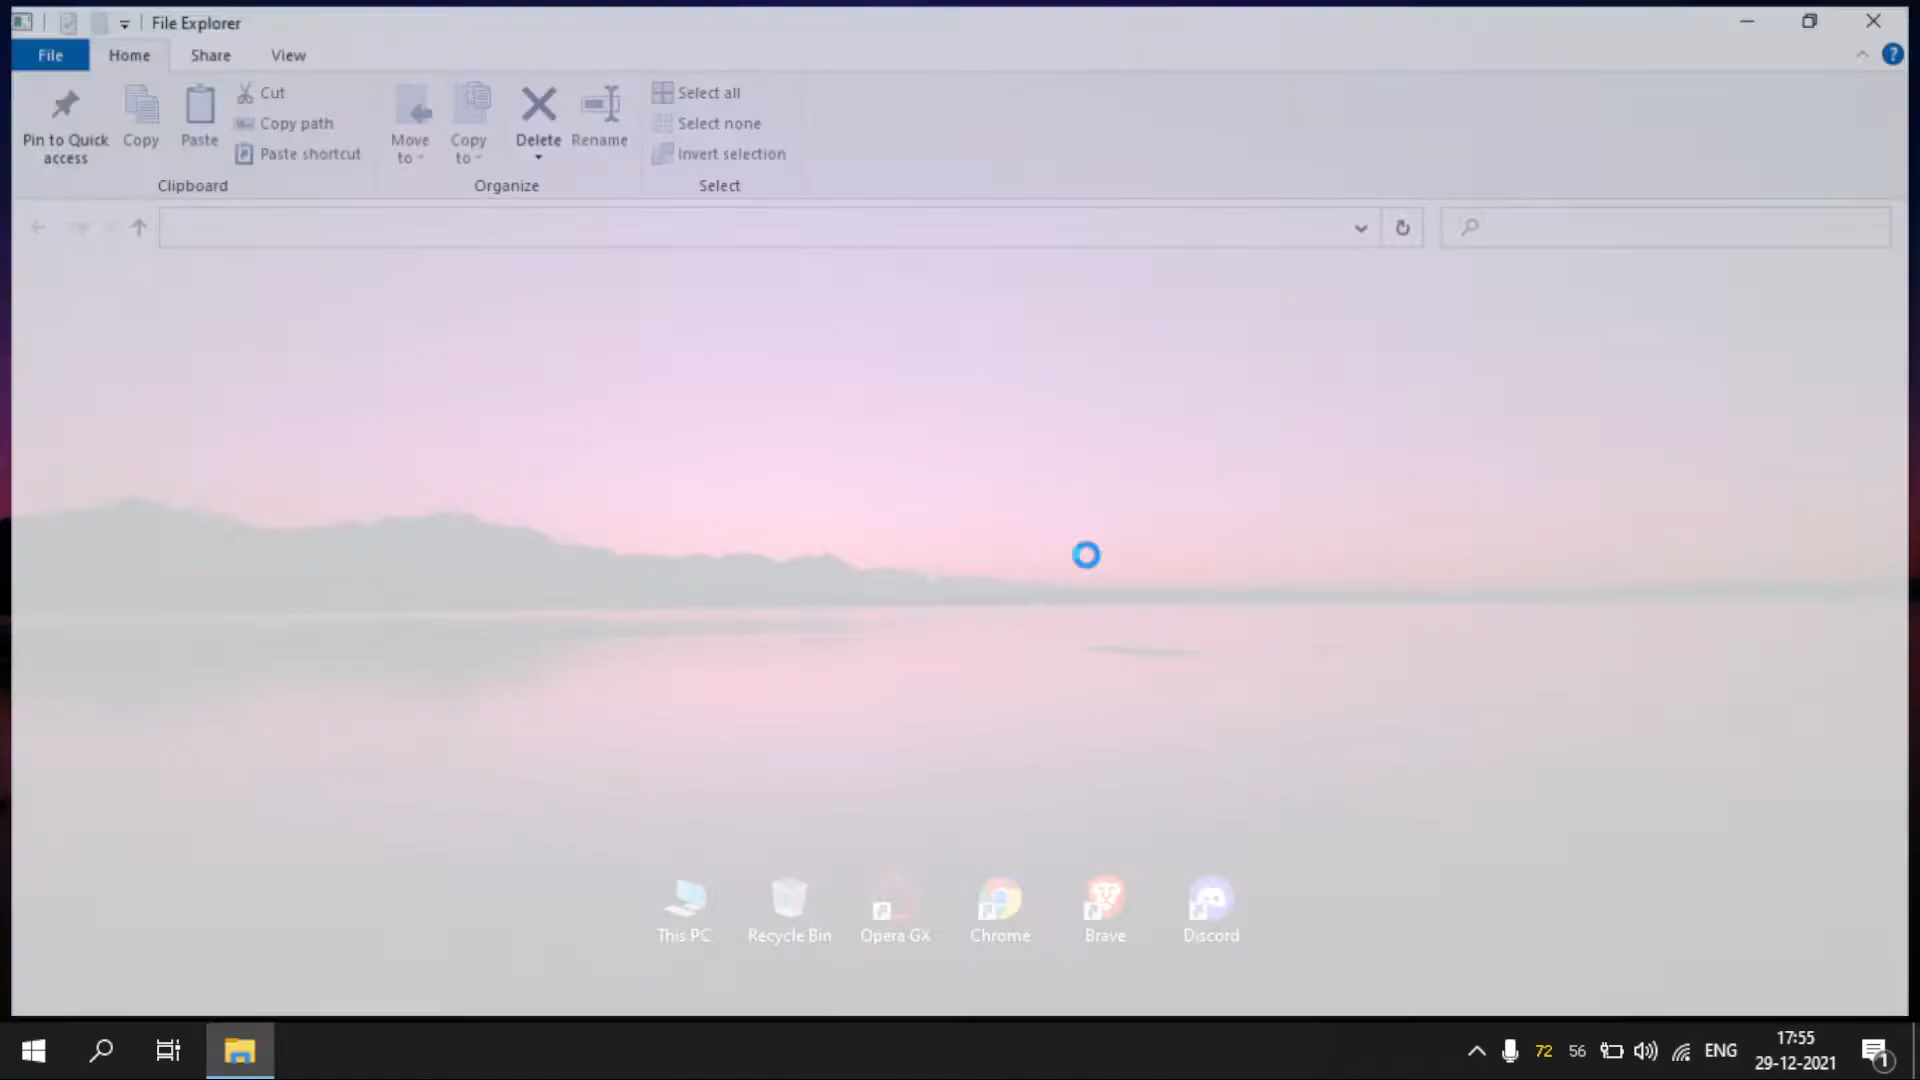 File Explorer
File Home Share View
Pin to Quick access
Copy
Paste
Cut
Copy path
Paste shortcut
Clipboard
Move to
Copy to
Delete
Rename
Organize
Select all
Select none
Invert selection
Select
This PC
Recycle Bin
Opera GX
Chrome
Brave
Discord
72 56 ENG
17:55
29-12-2021
1